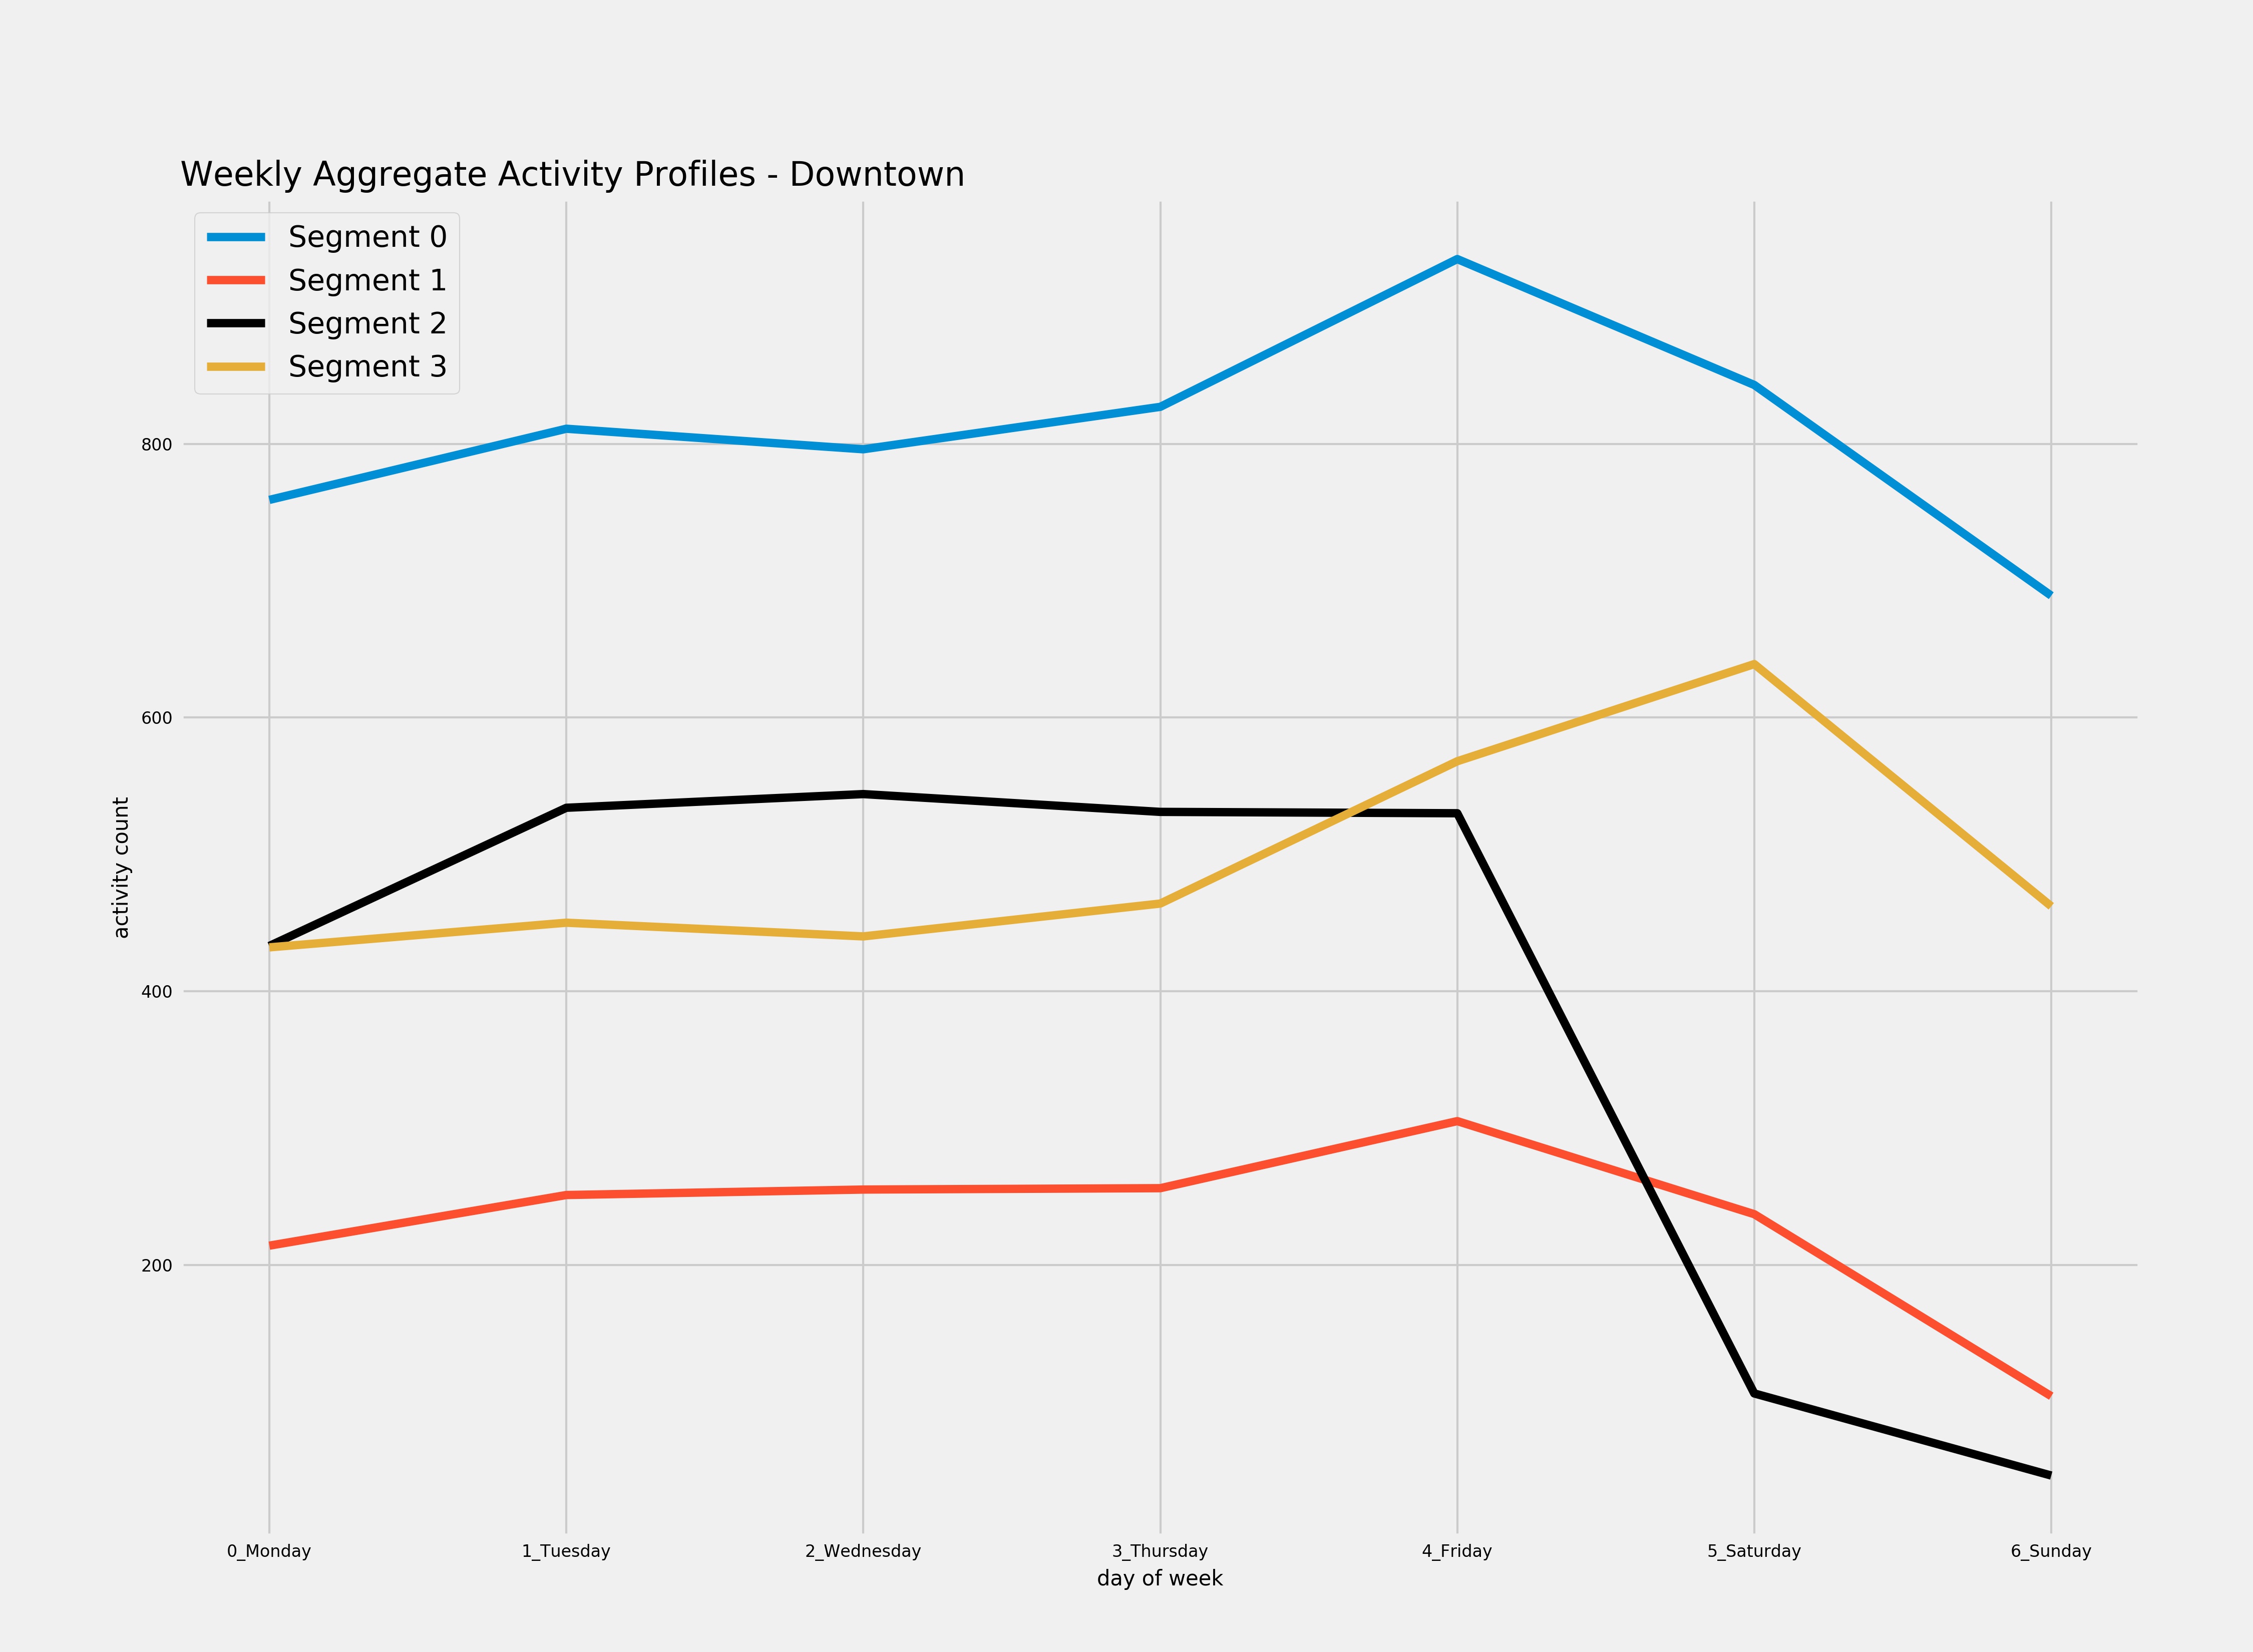 Weekly Aggregate Activity Profiles - Downtown
Segment 0
Segment 1
Segment 2
Segment 3
800
600
400
200
activity count
0_Monday 1_Tuesday 2_Wednesday 3_Thursday 4_Friday 5_Saturday 6_Sunday
day of week